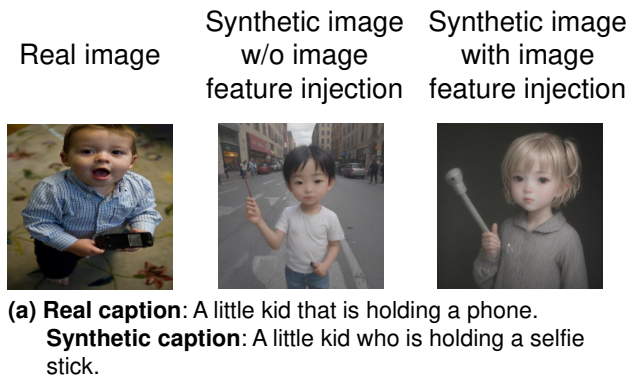 Real image
Synthetic image
w/o image
feature injection
Synthetic image
with image
feature injection
(a) Real caption: A little kid that is holding a phone.
Synthetic caption: A little kid who is holding a selfie
stick.